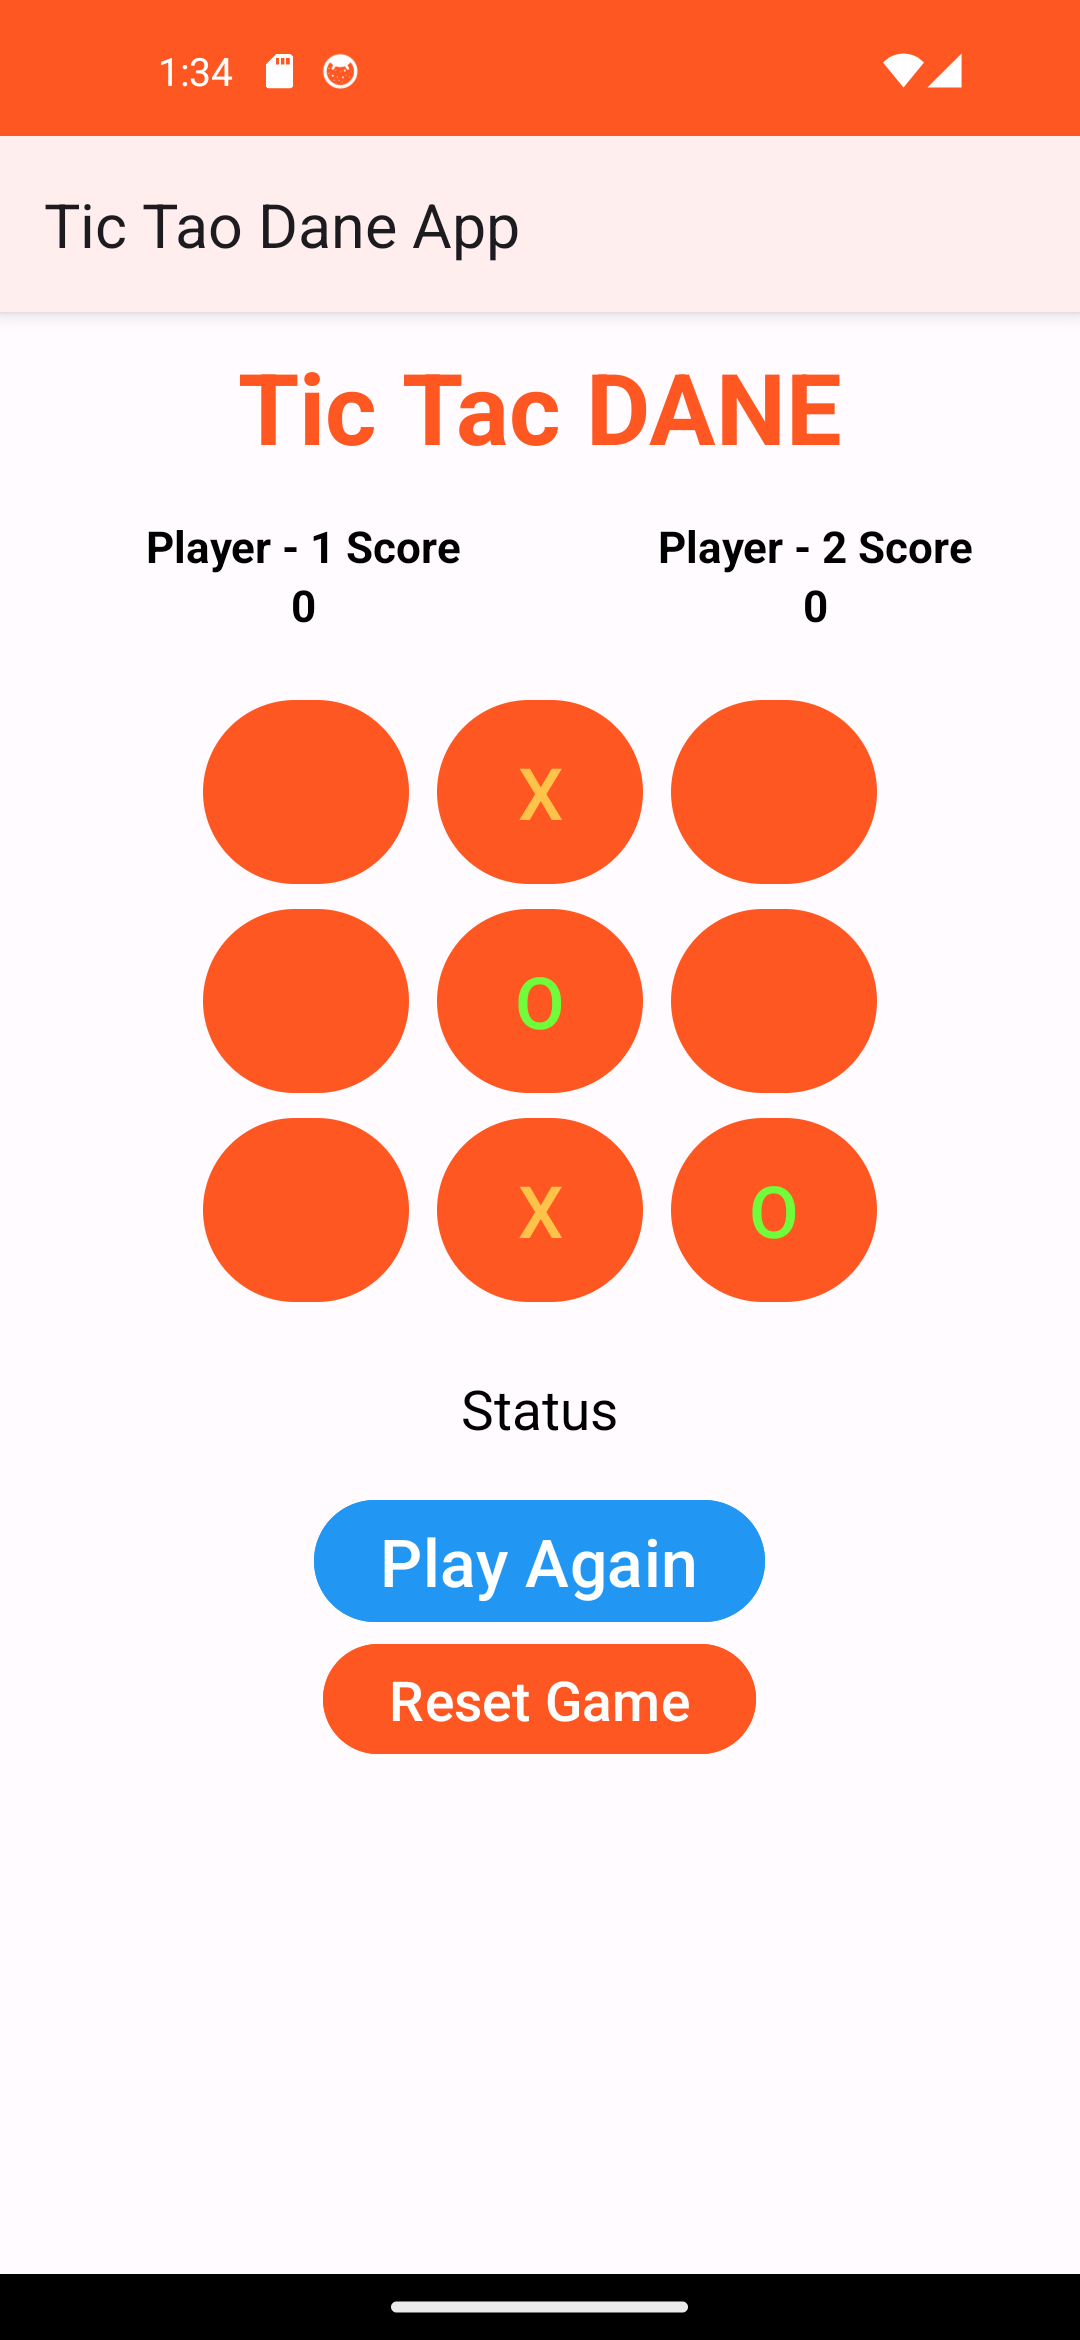 1:34
Tic Tao Dane App
Tic Tac DANE
Player - 1 Score
Player - 2 Score
0
0
X
O
X
O
Status
Play Again
Reset Game